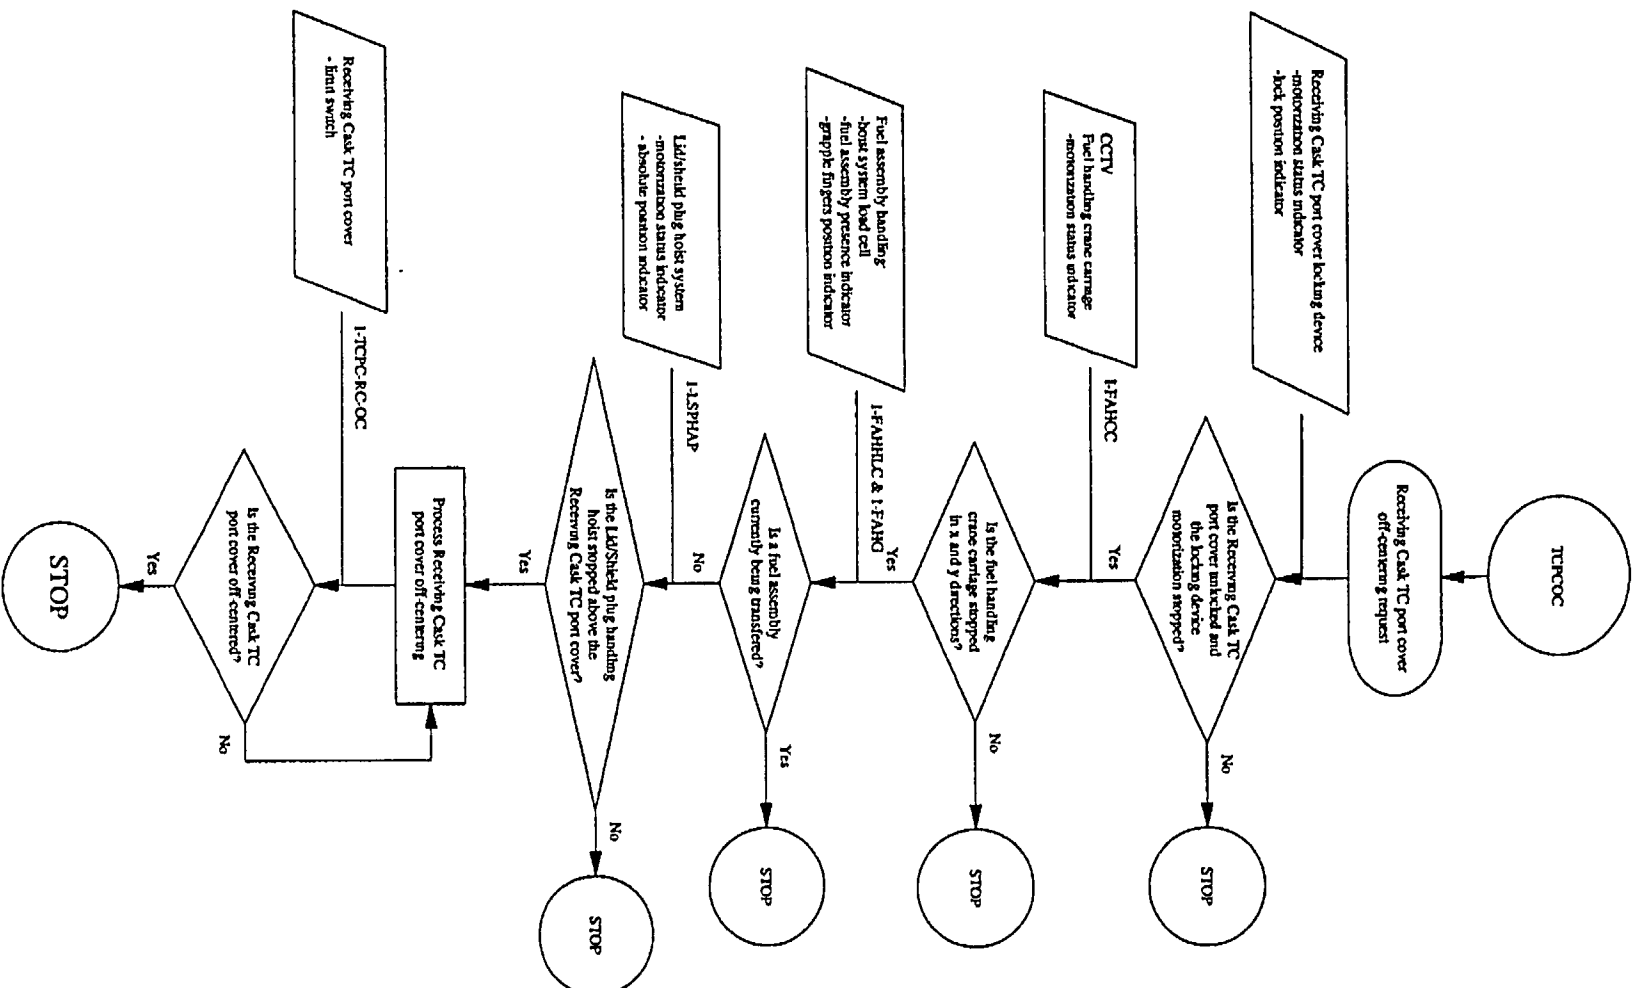 TCPCOC
Receiving Cask TC port cover
off-centering request
Receiving Cask TC port cover locking device
-motorization status indicator
-lock position indicator
Is the Receiving Cask TC
port cover unlocked and
the locking device
motorization stopped?
No
STOP
Yes
CCTV
Fuel handling crane carriage
-motorization status indicator
I-FAHCC
Is the fuel handling
crane carriage stopped
in x and y directions?
No
STOP
Yes
Fuel assembly handling:
-hoist system load cell
-fuel assembly presence indicator
-grapple fingers position indicator
I-FAHHLC & I-FAHG
Is a fuel assembly
currently being transfered?
Yes
STOP
No
Lid/sheild plug hoist system
-motorization status indicator
- absolute position indicator
I-LSPHAP
Is the Lid/Shield plug handling
hoist stopped above the
Receiving Cask TC port cover?
No
STOP
Yes
Process Receiving Cask TC
port cover off-centering
Receiving Cask TC port cover
- limit switch
I-TCPC-RC-OC
Is the Receiving Cask TC
port cover off-centered?
No
Yes
STOP